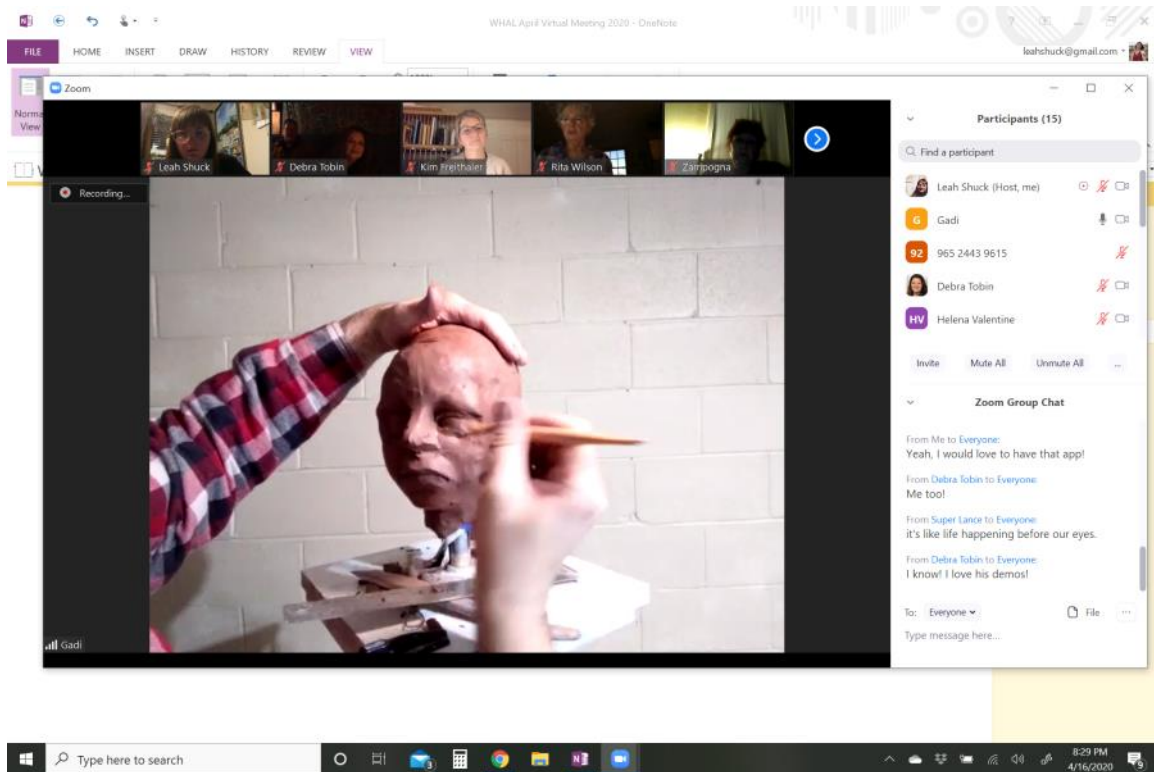 WHAL April Virtual Meeting 2020 - OneNote
FILE HOME INSERT DRAW HISTORY REVIEW VIEW
leahshuck@gmail.com
Zoom
Normal
View
Leah Shuck
Debra Tobin
Kim Freithaler
Rita Wilson
Zampogna
Recording...
Gadi
Participants (15)
Find a participant
Leah Shuck (Host, me)
G Gadi
92 965 2443 9615
Debra Tobin
HV Helena Valentine
Invite Mute All Unmute All ...
Zoom Group Chat
From Me to Everyone:
Yeah, I would love to have that app!
From Debra Tobin to Everyone:
Me too!
From Super Lance to Everyone:
it's like life happening before our eyes.
From Debra Tobin to Everyone:
I know! I love his demos!
To: Everyone File ...
Type message here...
Type here to search
8:29 PM
4/16/2020